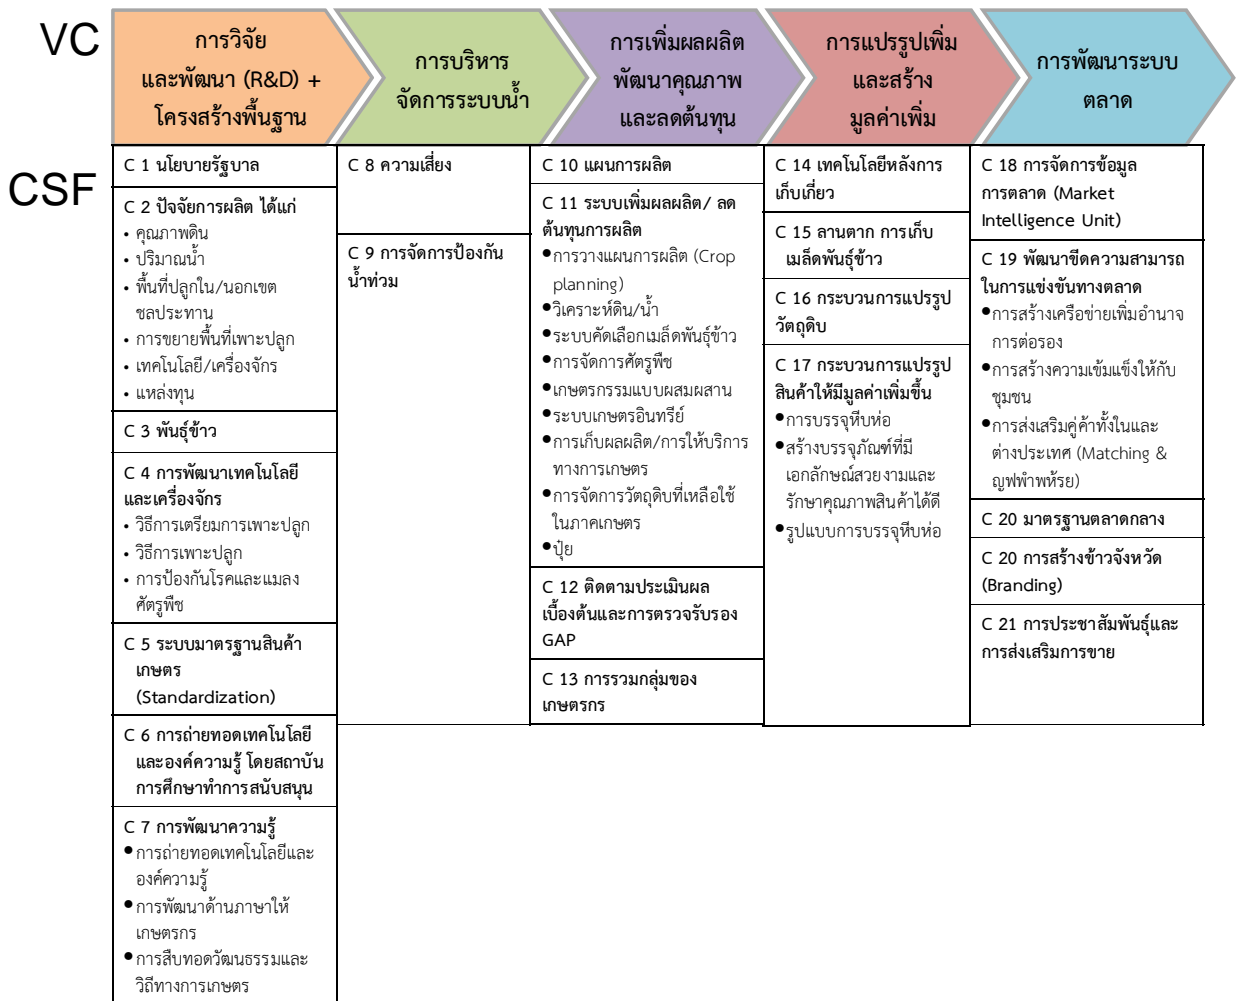 VC
การวิจัย
และพัฒนา (R&D) +
โครงสร้างพื้นฐาน
การบริหาร
จัดการระบบน้ำ
การเพิ่มผลผลิต
พัฒนาคุณภาพ
และลดต้นทุน
การแปรรูปเพิ่ม
และสร้าง
มูลค่าเพิ่ม
การพัฒนาระบบ
ตลาด
CSF
C 1 นโยบายรัฐบาล
C 2 ปัจจัยการผลิต ได้แก่
• คุณภาพดิน
• ปริมาณน้ำ
• พื้นที่ปลูกใน/นอกเขต
ชลประทาน
• การขยายพื้นที่เพาะปลูก
• เทคโนโลยี/เครื่องจักร
• แหล่งทุน
C 3 พันธุ์ข้าว
C 4 การพัฒนาเทคโนโลยี
และเครื่องจักร
• วิธีการเตรียมการเพาะปลูก
• วิธีการเพาะปลูก
• การป้องกันโรคและแมลง
ศัตรูพืช
C 5 ระบบมาตรฐานสินค้า
เกษตร
(Standardization)
C 6 การถ่ายทอดเทคโนโลยี
และองค์ความรู้ โดยสถาบัน
การศึกษาทำการสนับสนุน
C 7 การพัฒนาความรู้
●การถ่ายทอดเทคโนโลยีและ
องค์ความรู้
●การพัฒนาด้านภาษาให้
เกษตรกร
●การสืบทอดวัฒนธรรมและ
วิถีทางการเกษตร
C 8 ความเสี่ยง
C 9 การจัดการป้องกัน
น้ำท่วม
C 10 แผนการผลิต
C 11 ระบบเพิ่มผลผลิต/ ลด
ต้นทุนการผลิต
●การวางแผนการผลิต (Crop
planning)
●วิเคราะห์ดิน/น้ำ
●ระบบคัดเลือกเมล็ดพันธุ์ข้าว
●การจัดการศัตรูพืช
●เกษตรกรรมแบบผสมผสาน
●ระบบเกษตรอินทรีย์
●การเก็บผลผลิต/การให้บริการ
ทางการเกษตร
●การจัดการวัตถุดิบที่เหลือใช้
ในภาคเกษตร
●ปุ๋ย
C 12 ติดตามประเมินผล
เบื้องต้นและการตรวจรับรอง
GAP
C 13 การรวมกลุ่มของ
เกษตรกร
C 14 เทคโนโลยีหลังการ
เก็บเกี่ยว
C 15 ลานตาก การเก็บ
เมล็ดพันธุ์ข้าว
C 16 กระบวนการแปรรูป
วัตถุดิบ
C 17 กระบวนการแปรรูป
สินค้าให้มีมูลค่าเพิ่มขึ้น
●การบรรจุหีบห่อ
●สร้างบรรจุภัณฑ์ที่มี
เอกลักษณ์สวยงามและ
รักษาคุณภาพสินค้าได้ดี
●รูปแบบการบรรจุหีบห่อ
C 18 การจัดการข้อมูล
การตลาด (Market
Intelligence Unit)
C 19 พัฒนาขีดความสามารถ
ในการแข่งขันทางตลาด
●การสร้างเครือข่ายเพิ่มอำนาจ
การต่อรอง
●การสร้างความเข้มแข็งให้กับ
ชุมชน
●การส่งเสริมคู่ค้าทั้งในและ
ต่างประเทศ (Matching &
ญฟพำพห้รย)
C 20 มาตรฐานตลาดกลาง
C 20 การสร้างข้าวจังหวัด
(Branding)
C 21 การประชาสัมพันธุ์และ
การส่งเสริมการขาย